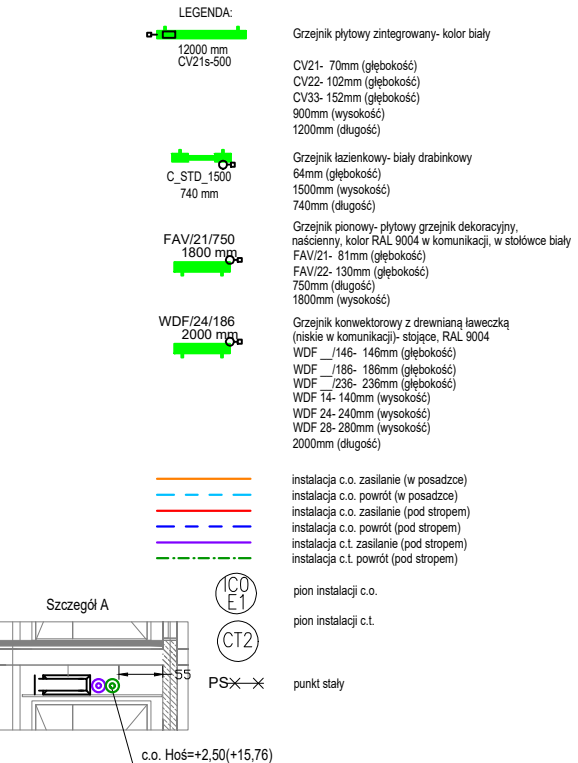 LEGENDA:
12000 mm
CV21s-500
Grzejnik płytowy zintegrowany- kolor biały
CV21- 70mm (głębokość)
CV22- 102mm (głębokość)
CV33- 152mm (głębokość)
900mm (wysokość)
1200mm (długość)
C_STD_1500
740 mm
Grzejnik łazienkowy- biały drabinkowy
64mm (głębokość)
1500mm (wysokość)
740mm (długość)
FAV/21/750
1800 mm
Grzejnik pionowy- płytowy grzejnik dekoracyjny,
naścienny, kolor RAL 9004 w komunikacji, w stołówce biały
FAV/21- 81mm (głębokość)
FAV/22- 130mm (głębokość)
750mm (długość)
1800mm (wysokość)
WDF/24/186
2000 mm
Grzejnik konwektorowy z drewnianą ławeczką
(niskie w komunikacji)- stojące, RAL 9004
WDF __/146- 146mm (głębokość)
WDF __/186- 186mm (głębokość)
WDF __/236- 236mm (głębokość)
WDF 14- 140mm (wysokość)
WDF 24- 240mm (wysokość)
WDF 28- 280mm (wysokość)
2000mm (długość)
instalacja c.o. zasilanie (w posadzce)
instalacja c.o. powrót (w posadzce)
instalacja c.o. zasilanie (pod stropem)
instalacja c.o. powrót (pod stropem)
instalacja c.t. zasilanie (pod stropem)
instalacja c.t. powrót (pod stropem)
ICO
E1
pion instalacji c.o.
CT2
pion instalacji c.t.
PS
punkt stały
Szczegół A
55
c.o. Hoś=+2,50(+15,76)